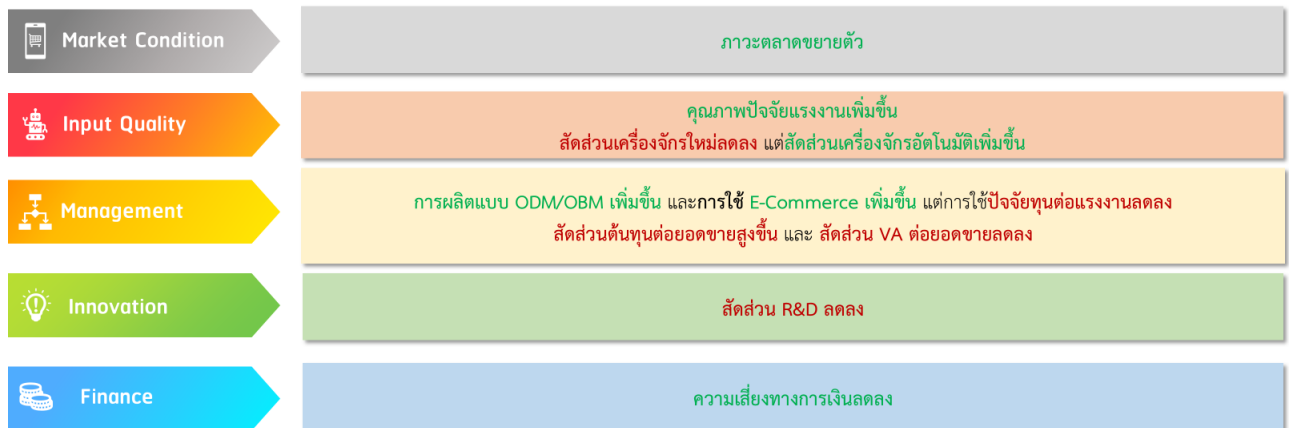 Market Condition
ภาวะตลาดขยายตัว
Input Quality
คุณภาพปัจจัยแรงงานเพิ่มขึ้น
สัดส่วนเครื่องจักรใหม่ลดลง แต่สัดส่วนเครื่องจักรอัตโนมัติเพิ่มขึ้น
Management
การผลิตแบบ ODM/OBM เพิ่มขึ้น และการใช้ E-Commerce เพิ่มขึ้น แต่การใช้ปัจจัยทุนต่อแรงงานลดลง
สัดส่วนต้นทุนต่อยอดขายสูงขึ้น และ สัดส่วน VA ต่อยอดขายลดลง
Innovation
สัดส่วน R&D ลดลง
Finance
ความเสี่ยงทางการเงินลดลง